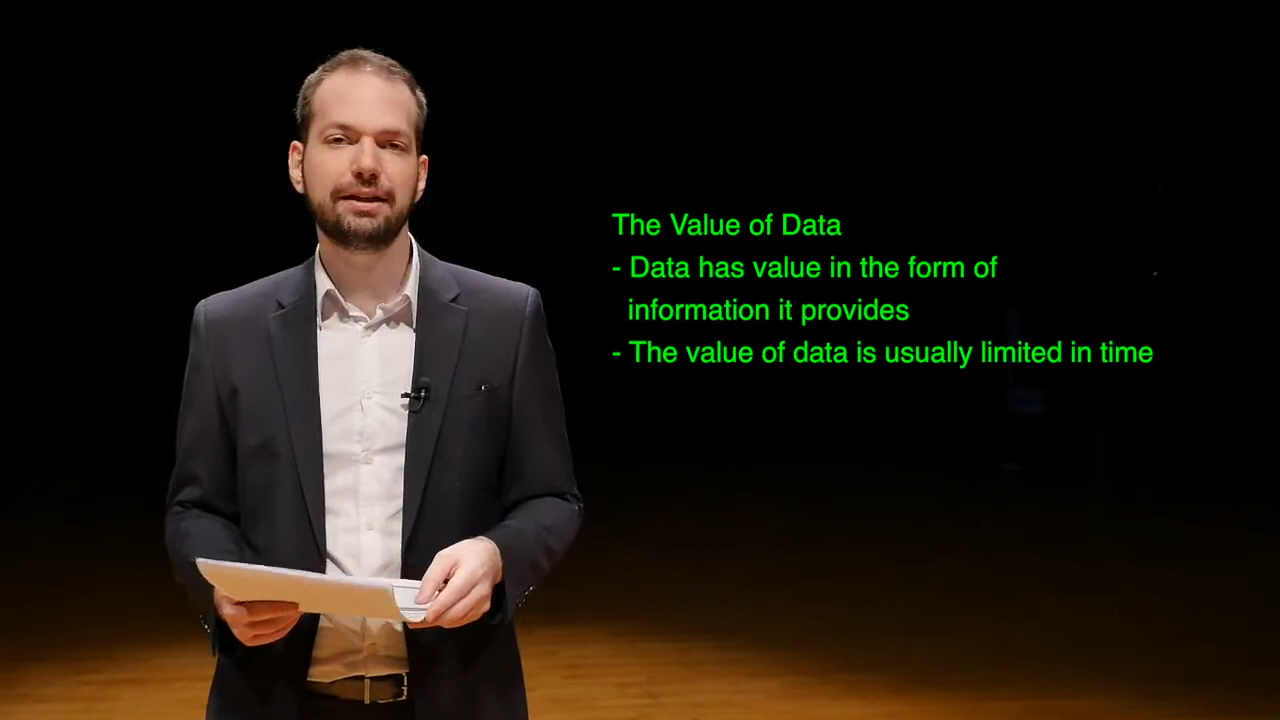 The Value of Data
- Data has value in the form of
information it provides
- The value of data is usually limited in time